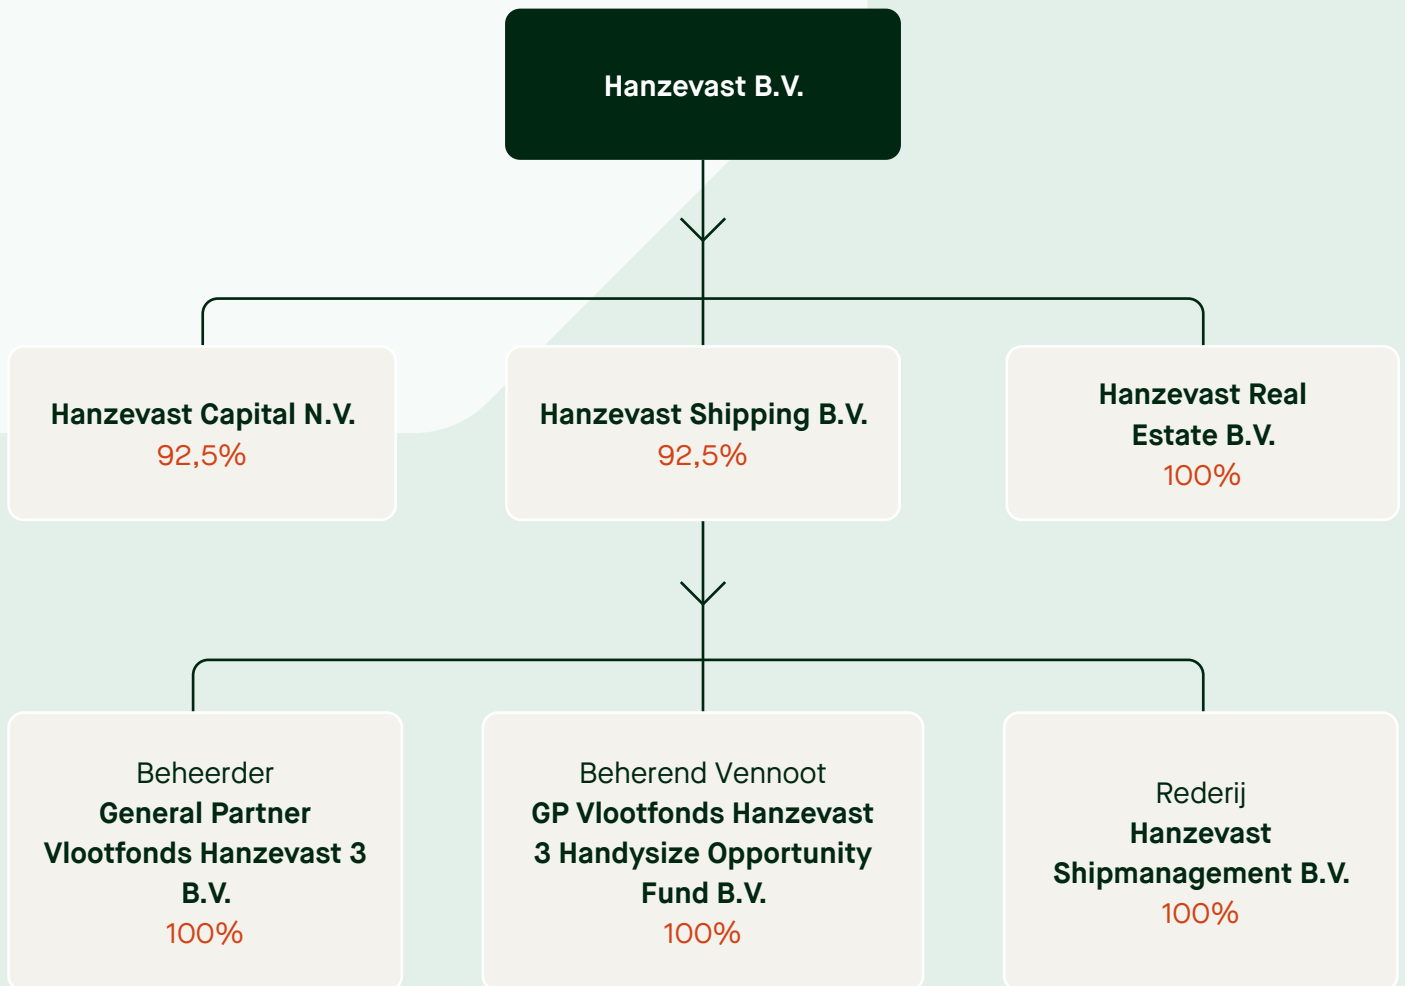 Hanzevast B.V.
Hanzevast Capital N.V.
92,5%
Hanzevast Shipping B.V.
92,5%
Hanzevast Real
Estate B.V.
100%
Beheerder
General Partner
Vlootfonds Hanzevast 3
B.V.
100%
Beherend Vennoot
GP Vlootfonds Hanzevast
3 Handysize Opportunity
Fund B.V.
100%
Rederij
Hanzevast
Shipmanagement B.V.
100%